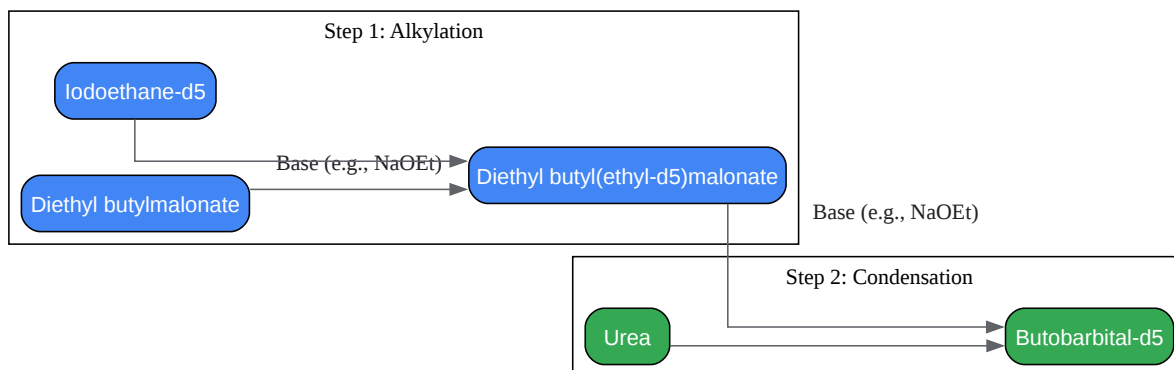 Step 1: Alkylation
Iodoethane-d5
Base (e.g., NaOEt)
Diethyl butyl(ethyl-d5)malonate
Diethyl butylmalonate
Base (e.g., NaOEt)
Step 2: Condensation
Urea
Butobarbital-d5